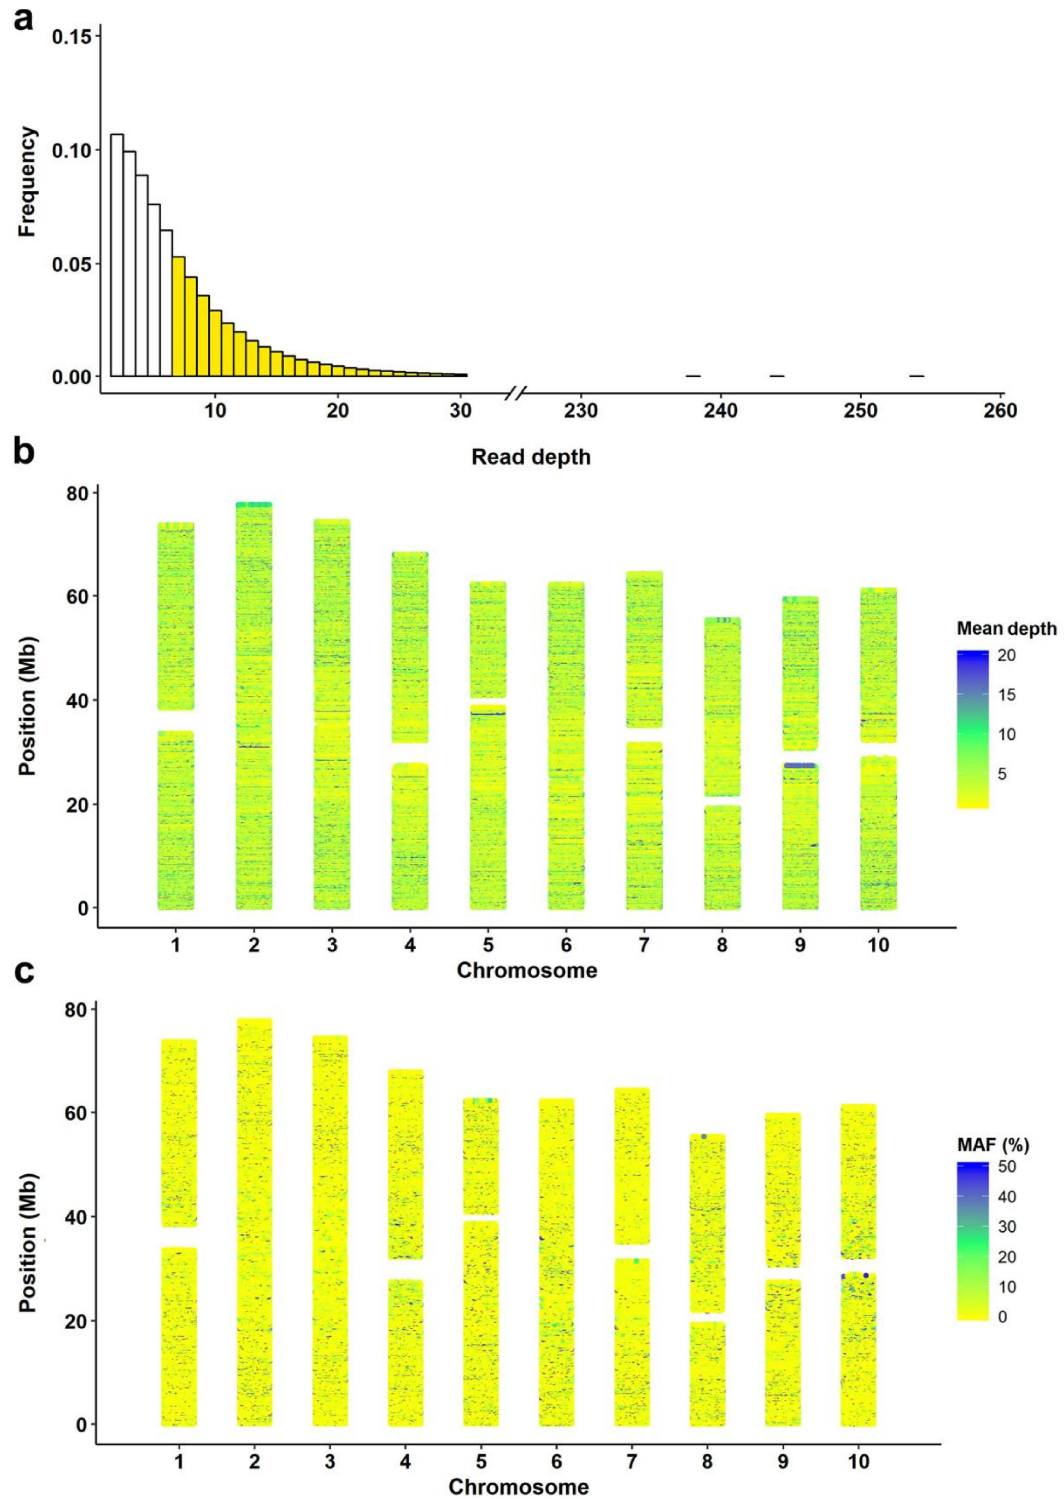 a
0.15
0.10
0.05
0.00
Frequency
10 20 30 230 240 250 260
Read depth
b
80
60
40
20
0
Position (Mb)
1 2 3 4 5 6 7 8 9 10
Chromosome
Mean depth
20
15
10
5
c
80
60
40
20
0
Position (Mb)
1 2 3 4 5 6 7 8 9 10
Chromosome
MAF (%)
50
40
30
20
10
0